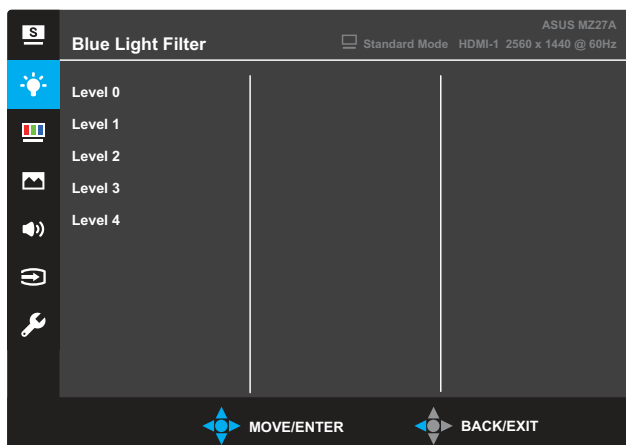 S
ASUS MZ27A
Blue Light Filter
Standard Mode HDMI-1 2560 x 1440 @ 60Hz
Level 0
Level 1
Level 2
Level 3
Level 4
MOVE/ENTER BACK/EXIT